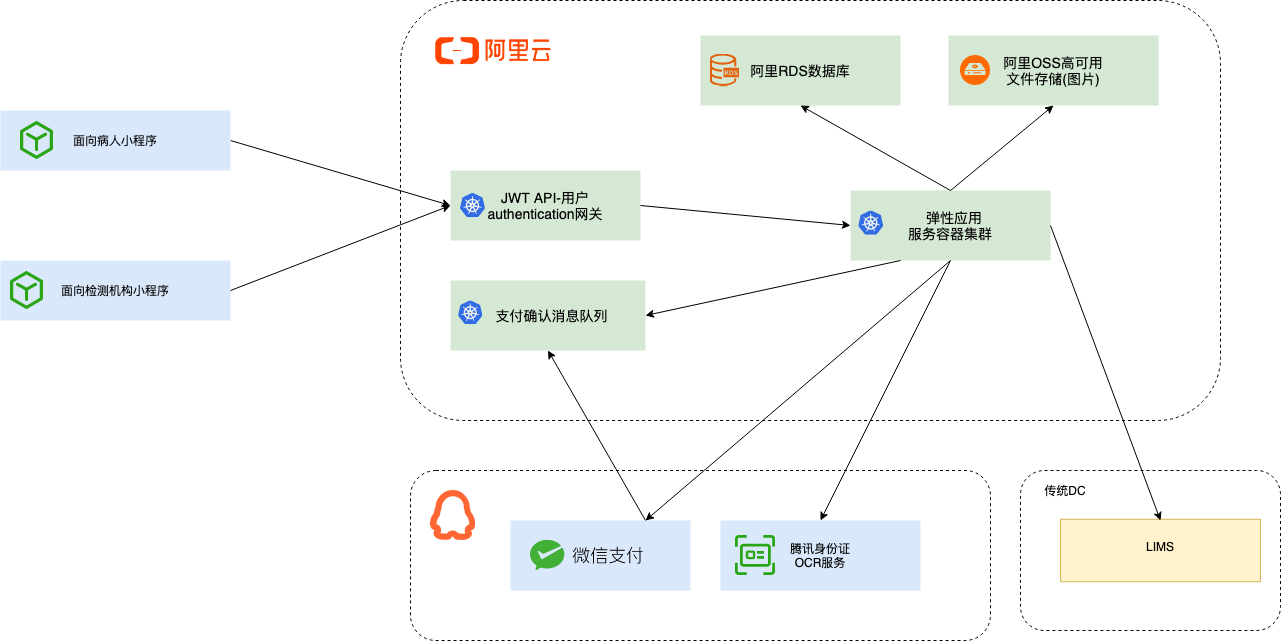 阿里云
阿里RDS数据库
RDS
阿里OSS高可用
文件存储(图片)
面向病人小程序
JWT API-用户
authentication网关
弹性应用
服务容器集群
面向检测机构小程序
支付确认消息队列
传统DC
微信支付
腾讯身份证
OCR服务
LIMS